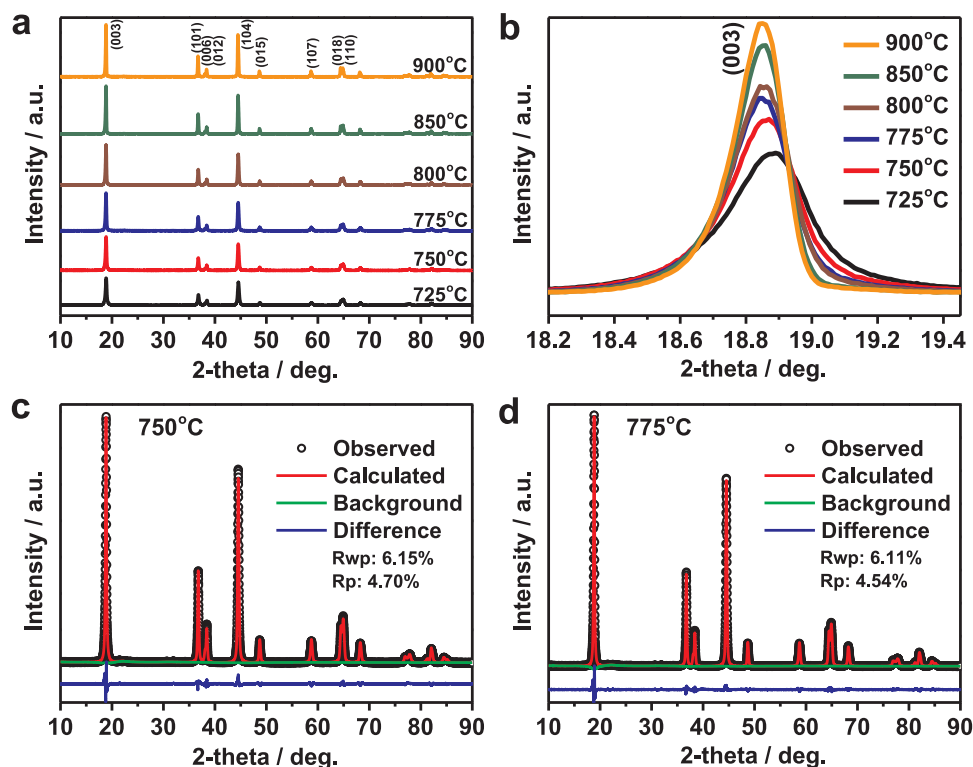 a
(003)
(101)
(006)
(012)
(104)
(015)
(107)
(018)
(110)
900°C
850°C
800°C
775°C
750°C
725°C
Intensity / a.u.
10 20 30 40 50 60 70 80 90
2-theta / deg.
b
(003)
900°C
850°C
800°C
775°C
750°C
725°C
Intensity / a.u.
18.2 18.4 18.6 18.8 19.0 19.2 19.4
2-theta / deg.
c
750°C
Observed
Calculated
Background
Difference
Rwp: 6.15%
Rp: 4.70%
Intensity / a.u.
10 20 30 40 50 60 70 80 90
2-theta / deg.
d
775°C
Observed
Calculated
Background
Difference
Rwp: 6.11%
Rp: 4.54%
Intensity / a.u.
10 20 30 40 50 60 70 80 90
2-theta / deg.